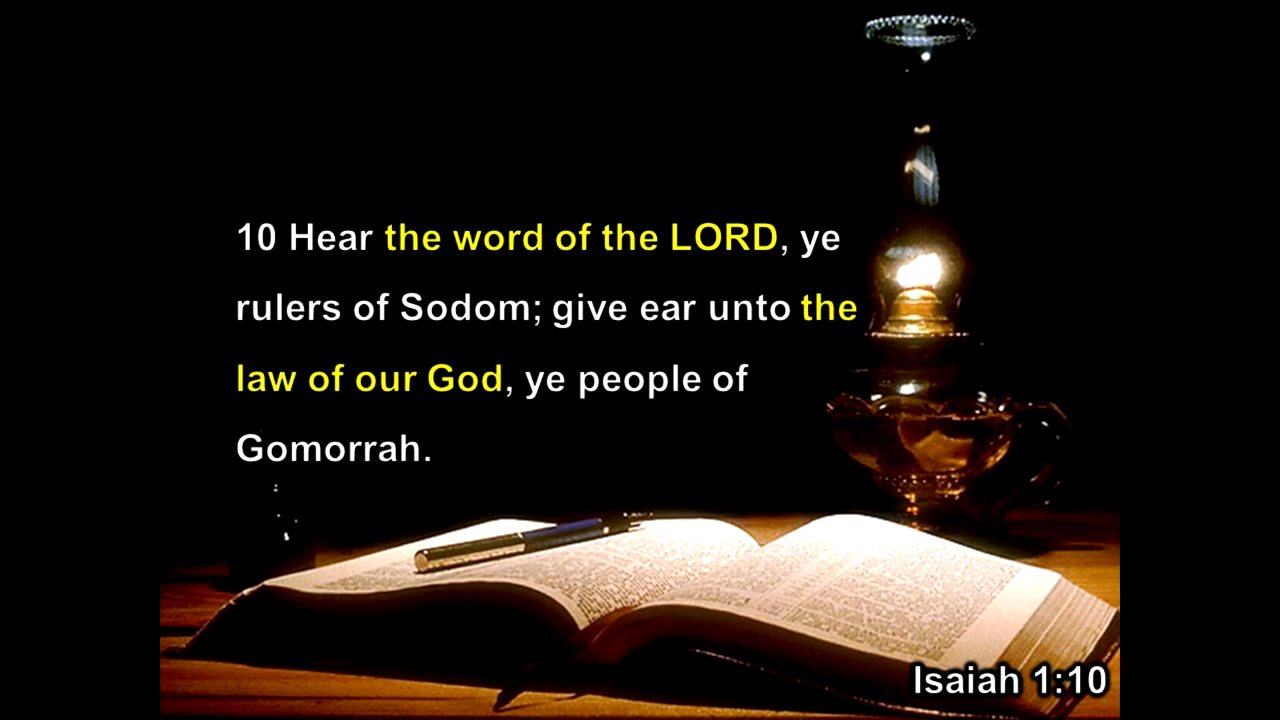 10 Hear the word of the LORD, ye
rulers of Sodom; give ear unto the
law of our God, ye people of
Gomorrah.
Isaiah 1:10